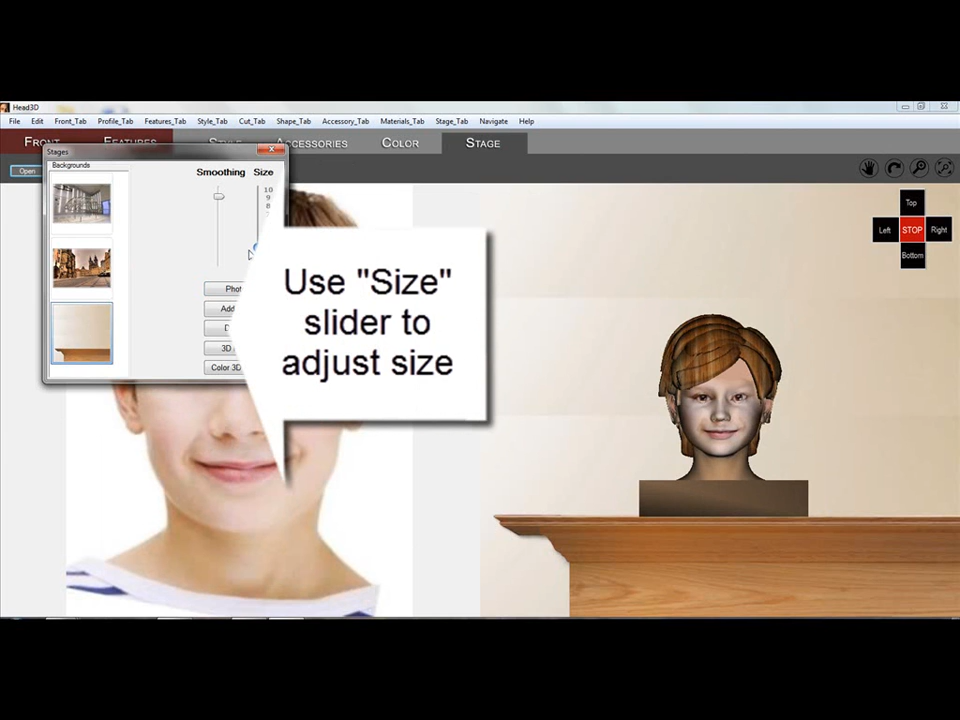 Head3D
File Edit Front_Tab Profile_Tab Features_Tab Style_Tab Cut_Tab Shape_Tab Accessory_Tab Materials_Tab Stage_Tab Navigate Help
FRONT FEATURES STYLE ACCESSORIES COLOR STAGE
Stages
Open
Backgrounds
Smoothing Size
10
9
8
Top
Left STOP Right
Bottom
Use "Size"
slider to
adjust size
Phot
Add
D
3D
Color 3D